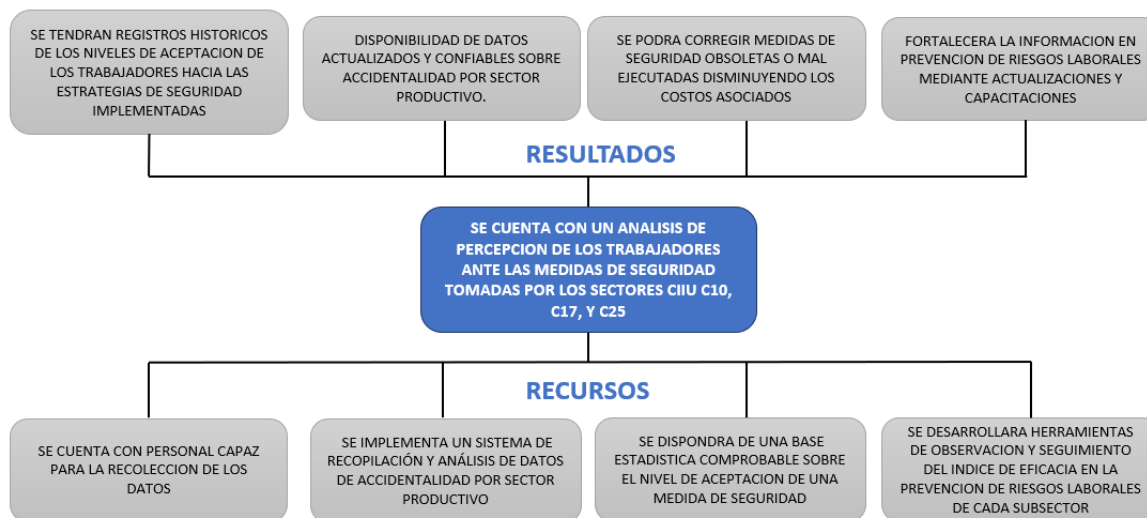 SE TENDRAN REGISTROS HISTORICOS
DE LOS NIVELES DE ACEPTACION DE
LOS TRABAJADORES HACIA LAS
ESTRATEGIAS DE SEGURIDAD
IMPLEMENTADAS
DISPONIBILIDAD DE DATOS
ACTUALIZADOS Y CONFIABLES SOBRE
ACCIDENTALIDAD POR SECTOR
PRODUCTIVO.
SE PODRA CORREGIR MEDIDAS DE
SEGURIDAD OBSOLETAS O MAL
EJECUTADAS DISMINUYENDO LOS
COSTOS ASOCIADOS
FORTALECERA LA INFORMACION EN
PREVENCION DE RIESGOS LABORALES
MEDIANTE ACTUALIZACIONES Y
CAPACITACIONES
RESULTADOS
SE CUENTA CON UN ANALISIS DE
PERCEPCION DE LOS TRABAJADORES
ANTE LAS MEDIDAS DE SEGURIDAD
TOMADAS POR LOS SECTORES CIIU C10,
C17, Y C25
RECURSOS
SE CUENTA CON PERSONAL CAPAZ
PARA LA RECOLECCION DE LOS
DATOS
SE IMPLEMENTA UN SISTEMA DE
RECOPILACIÓN Y ANÁLISIS DE DATOS
DE ACCIDENTALIDAD POR SECTOR
PRODUCTIVO
SE DISPONDRA DE UNA BASE
ESTADISTICA COMPROBABLE SOBRE
EL NIVEL DE ACEPTACION DE UNA
MEDIDA DE SEGURIDAD
SE DESARROLLARA HERRAMIENTAS
DE OBSERVACION Y SEGUIMIENTO
DEL INDICE DE EFICACIA EN LA
PREVENCION DE RIESGOS LABORALES
DE CADA SUBSECTOR